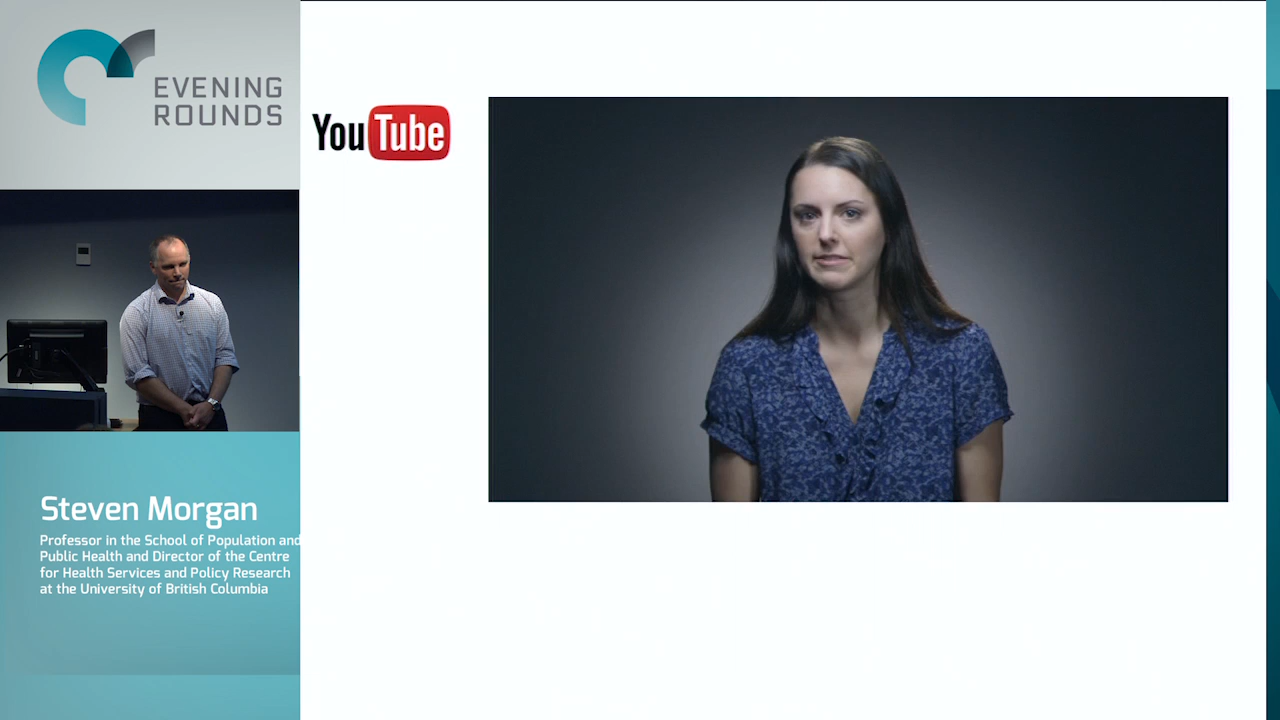 EVENING
ROUNDS
YouTube
Steven Morgan
Professor in the School of Population and
Public Health and Director of the Centre
for Health Services and Policy Research
at the University of British Columbia